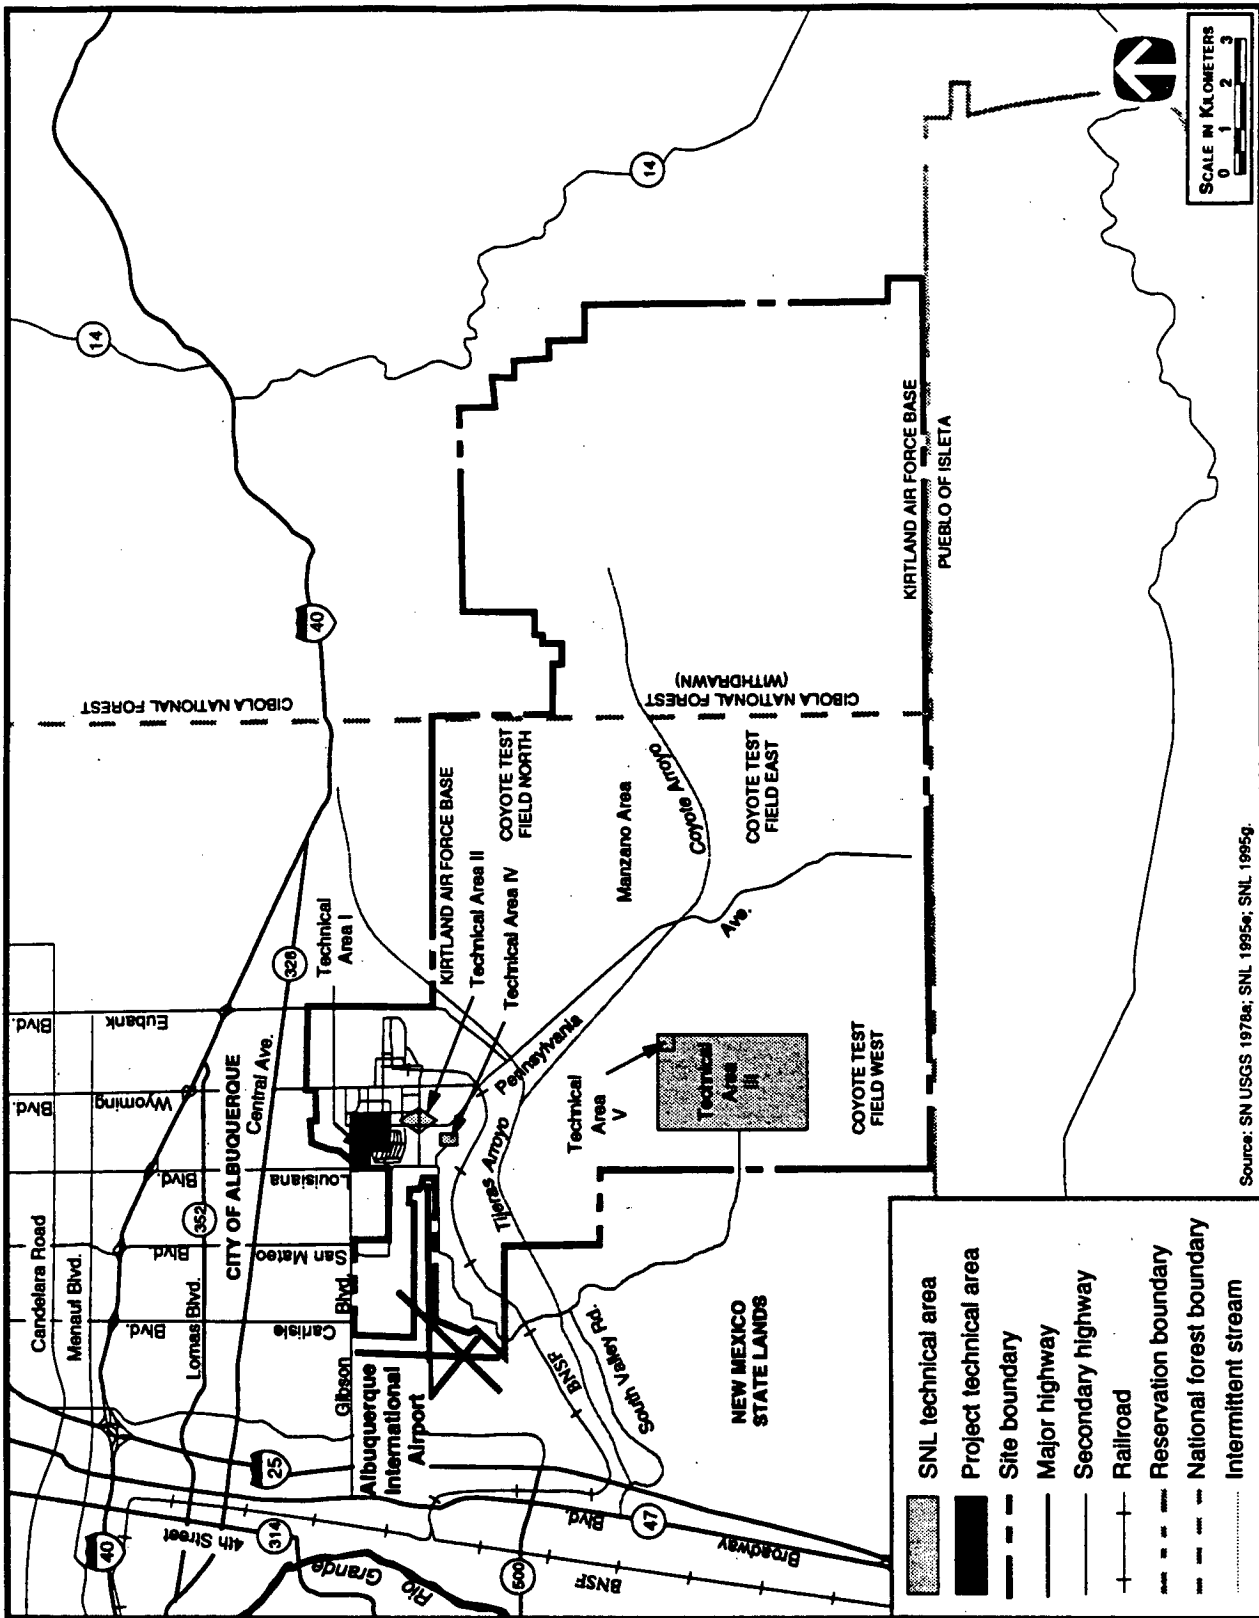 Candelara Road
Menaul Blvd.
Lomas Blvd.
CITY OF ALBUQUERQUE
Central Ave.
Eubank
Blvd.
Wyoming
Blvd.
Louisiana
Blvd.
San Mateo
Blvd.
Carlisle
Blvd.
Gibson
Blvd.
4th Street
Broadway
Blvd.
40
25
314
352
326
14
40
14
47
500
Rio
Grande
BNSF
BNSF
South Valley Rd.
Albuquerque
International
Airport
Technical
Area I
KIRTLAND AIR FORCE BASE
Technical Area II
Technical Area IV
COYOTE TEST
FIELD NORTH
CIBOLA NATIONAL FOREST
CIBOLA NATIONAL FOREST
(WITHDRAWN)
Tijeras Arroyo
Pennsylvania
Ave.
Manzano Area
Coyote Arroyo
COYOTE TEST
FIELD EAST
Technical
Area
V
Technical
Area
III
COYOTE TEST
FIELD WEST
NEW MEXICO
STATE LANDS
KIRTLAND AIR FORCE BASE
PUEBLO OF ISLETA
SCALE IN KILOMETERS
0 1 2 3
SNL technical area
Project technical area
Site boundary
Major highway
Secondary highway
Railroad
Reservation boundary
National forest boundary
Intermittent stream
Source: SN USGS 1978a; SNL 1995e; SNL 1995g.